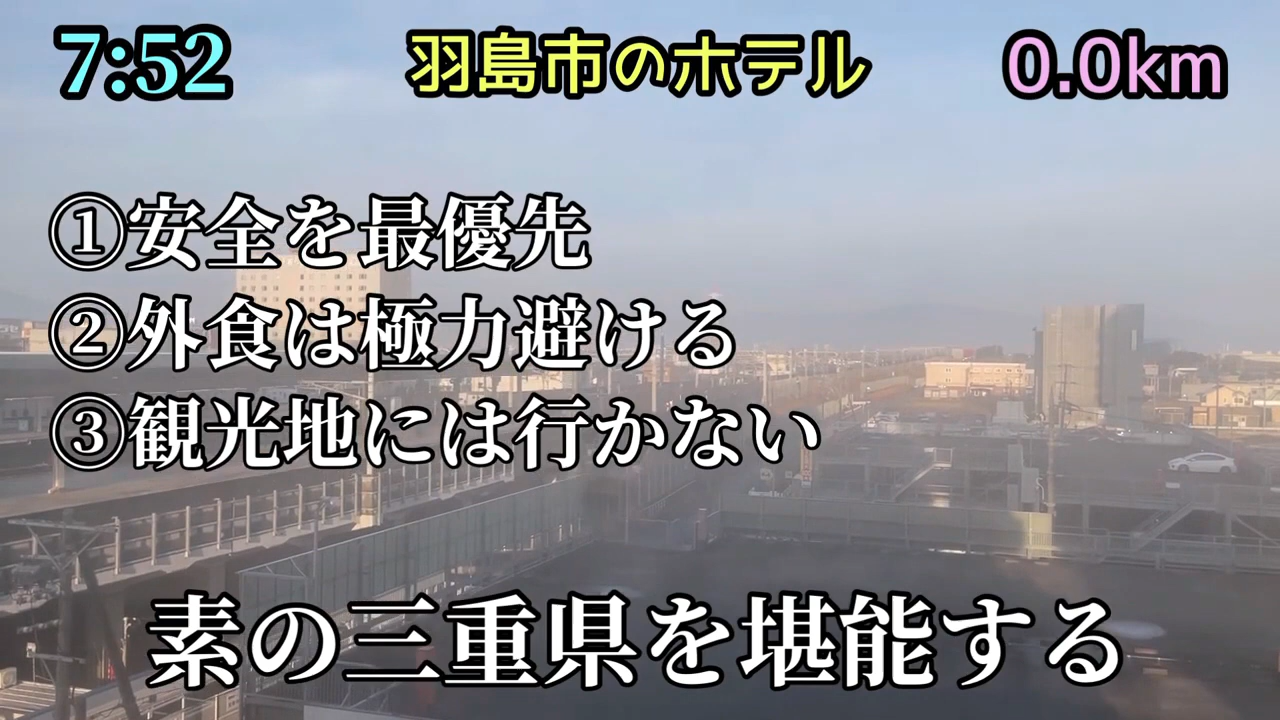 7:52
羽島市のホテル
0.0km
①安全を最優先
②外食は極力避ける
③観光地には行かない
素の三重県を堪能する